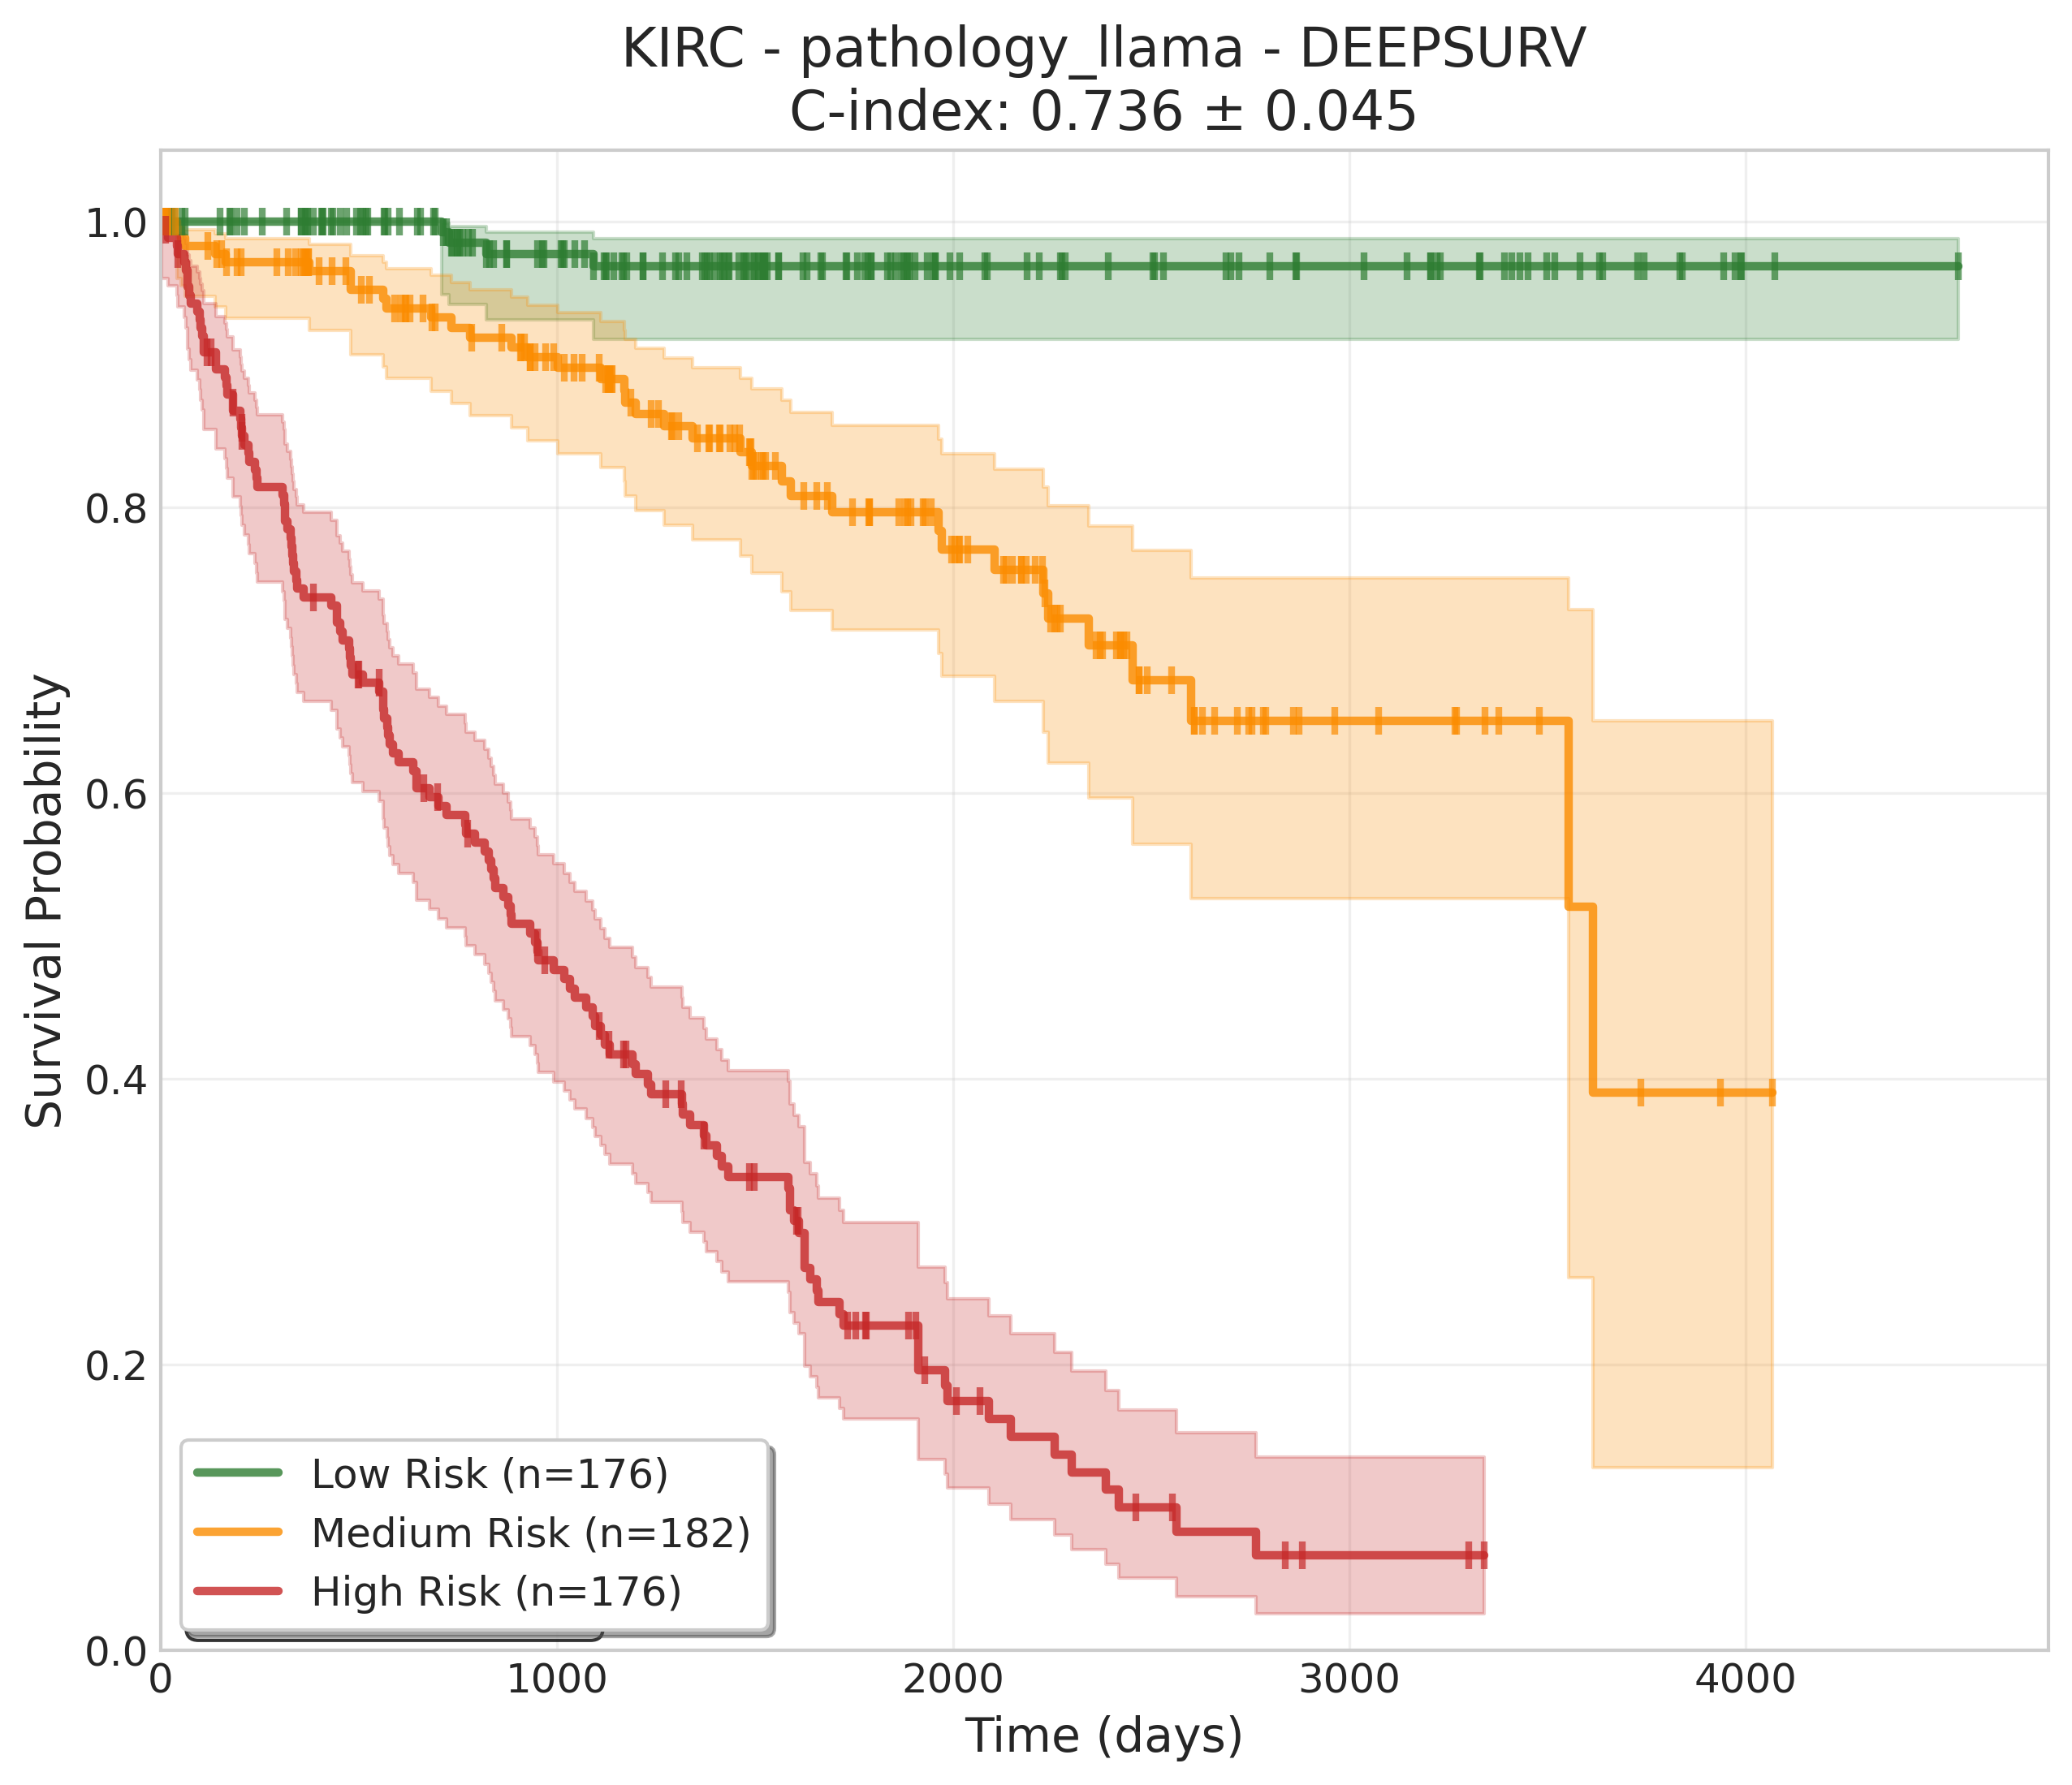 KIRC - pathology_llama - DEEPSURV
C-index: 0.736 ± 0.045
Survival Probability
1.0
0.8
0.6
0.4
0.2
0.0
Low Risk (n=176)
Medium Risk (n=182)
High Risk (n=176)
0 1000 2000 3000 4000
Time (days)